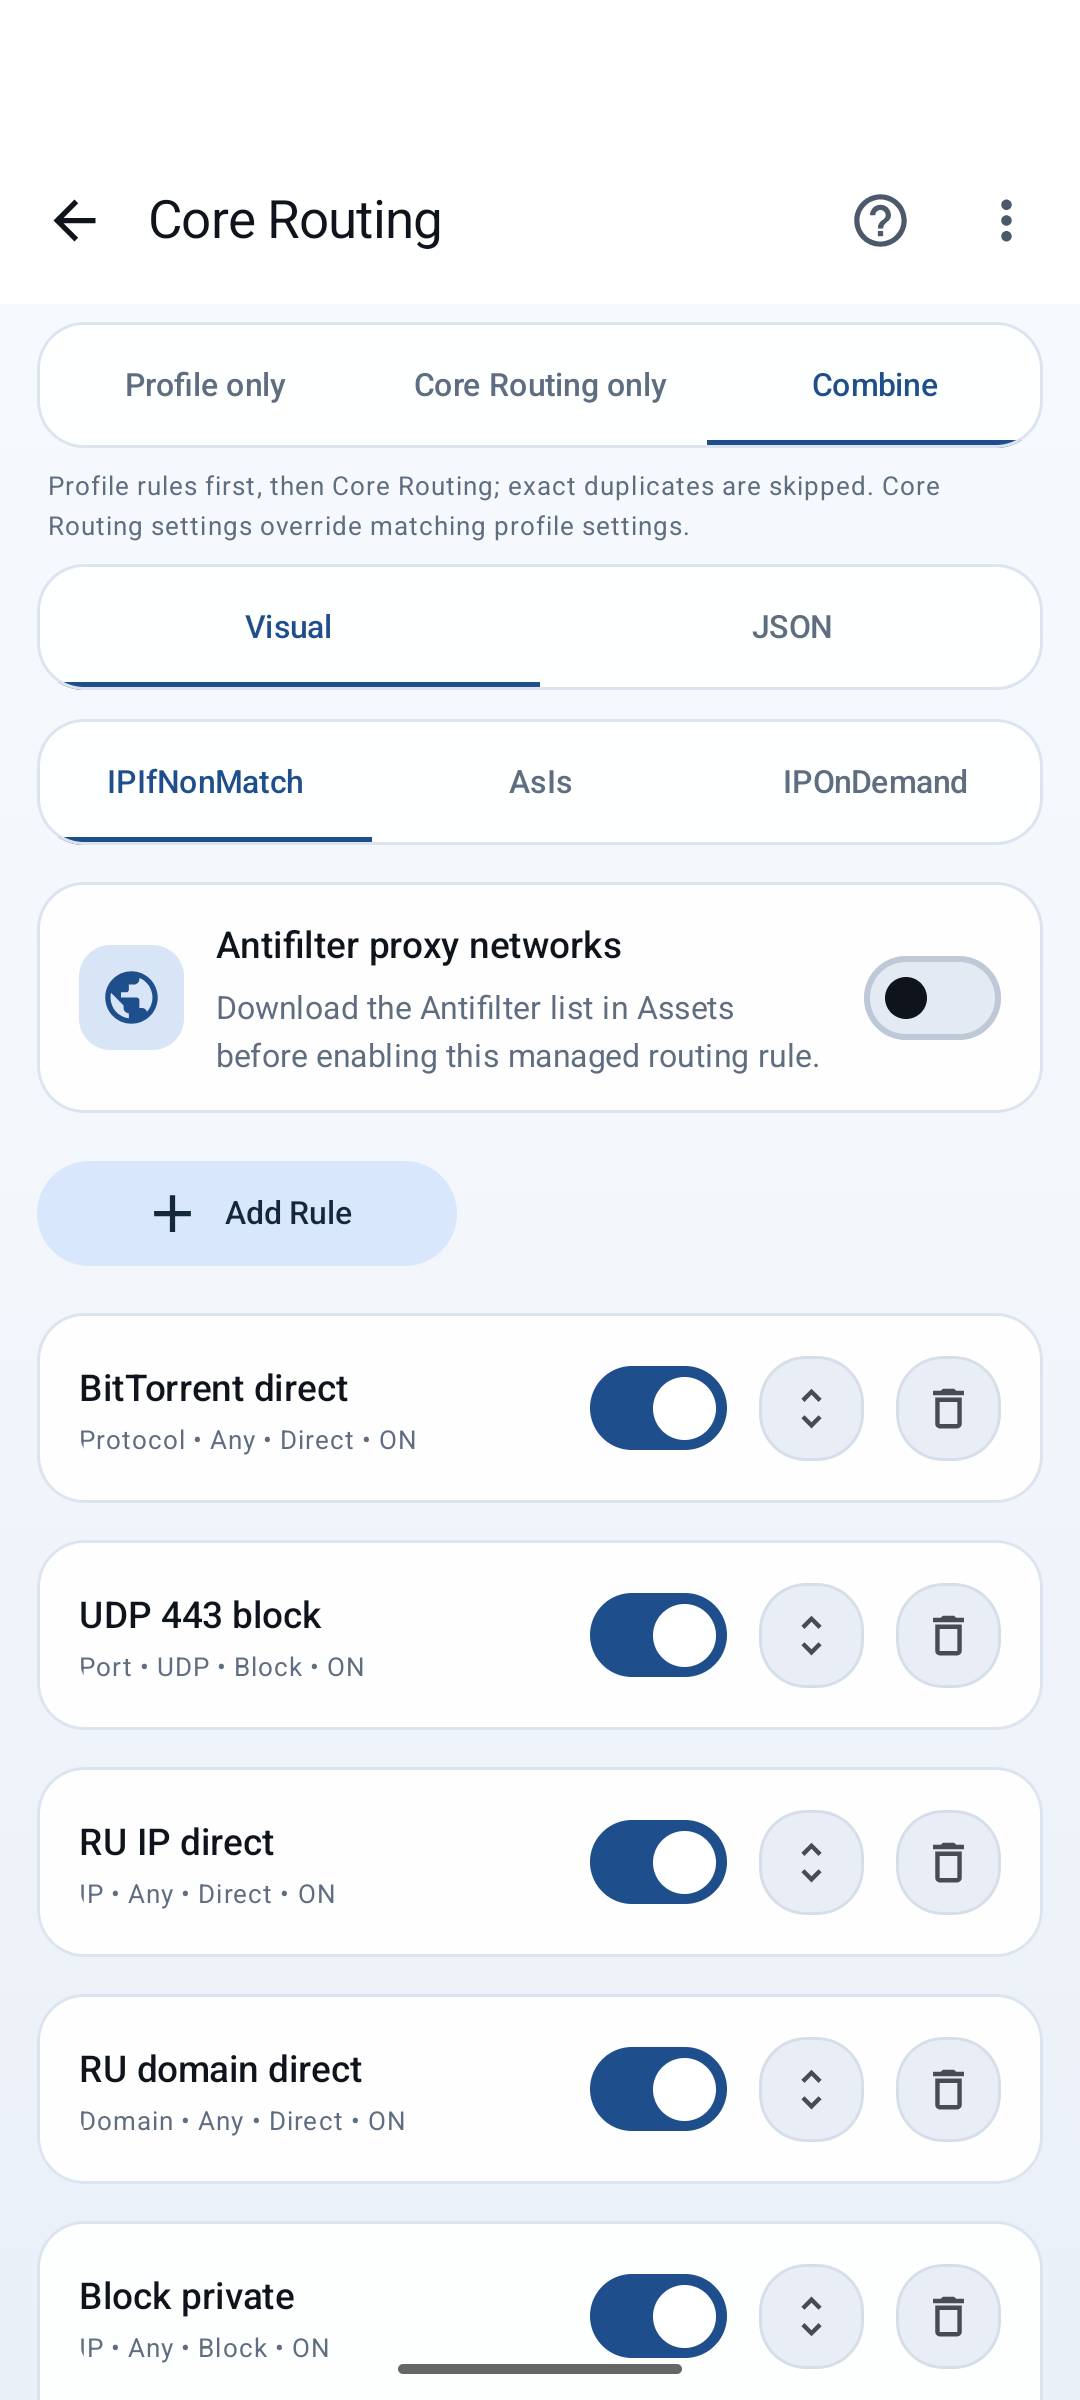 Core Routing
Profile only
Core Routing only
Combine
Profile rules first, then Core Routing; exact duplicates are skipped. Core
Routing settings override matching profile settings.
Visual
JSON
IPIfNonMatch
AsIs
IPOnDemand
Antifilter proxy networks
Download the Antifilter list in Assets
before enabling this managed routing rule.
Add Rule
BitTorrent direct
Protocol • Any • Direct • ON
UDP 443 block
Port • UDP • Block • ON
RU IP direct
IP • Any • Direct • ON
RU domain direct
Domain • Any • Direct • ON
Block private
IP • Any • Block • ON